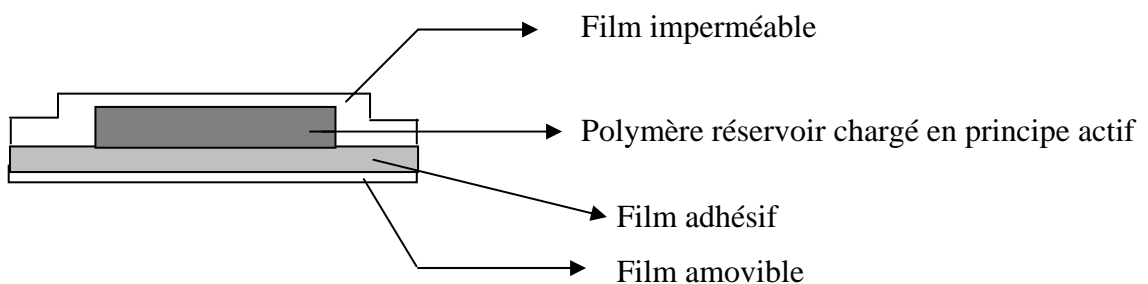 Film imperméable
Polymère réservoir chargé en principe actif
Film adhésif
Film amovible